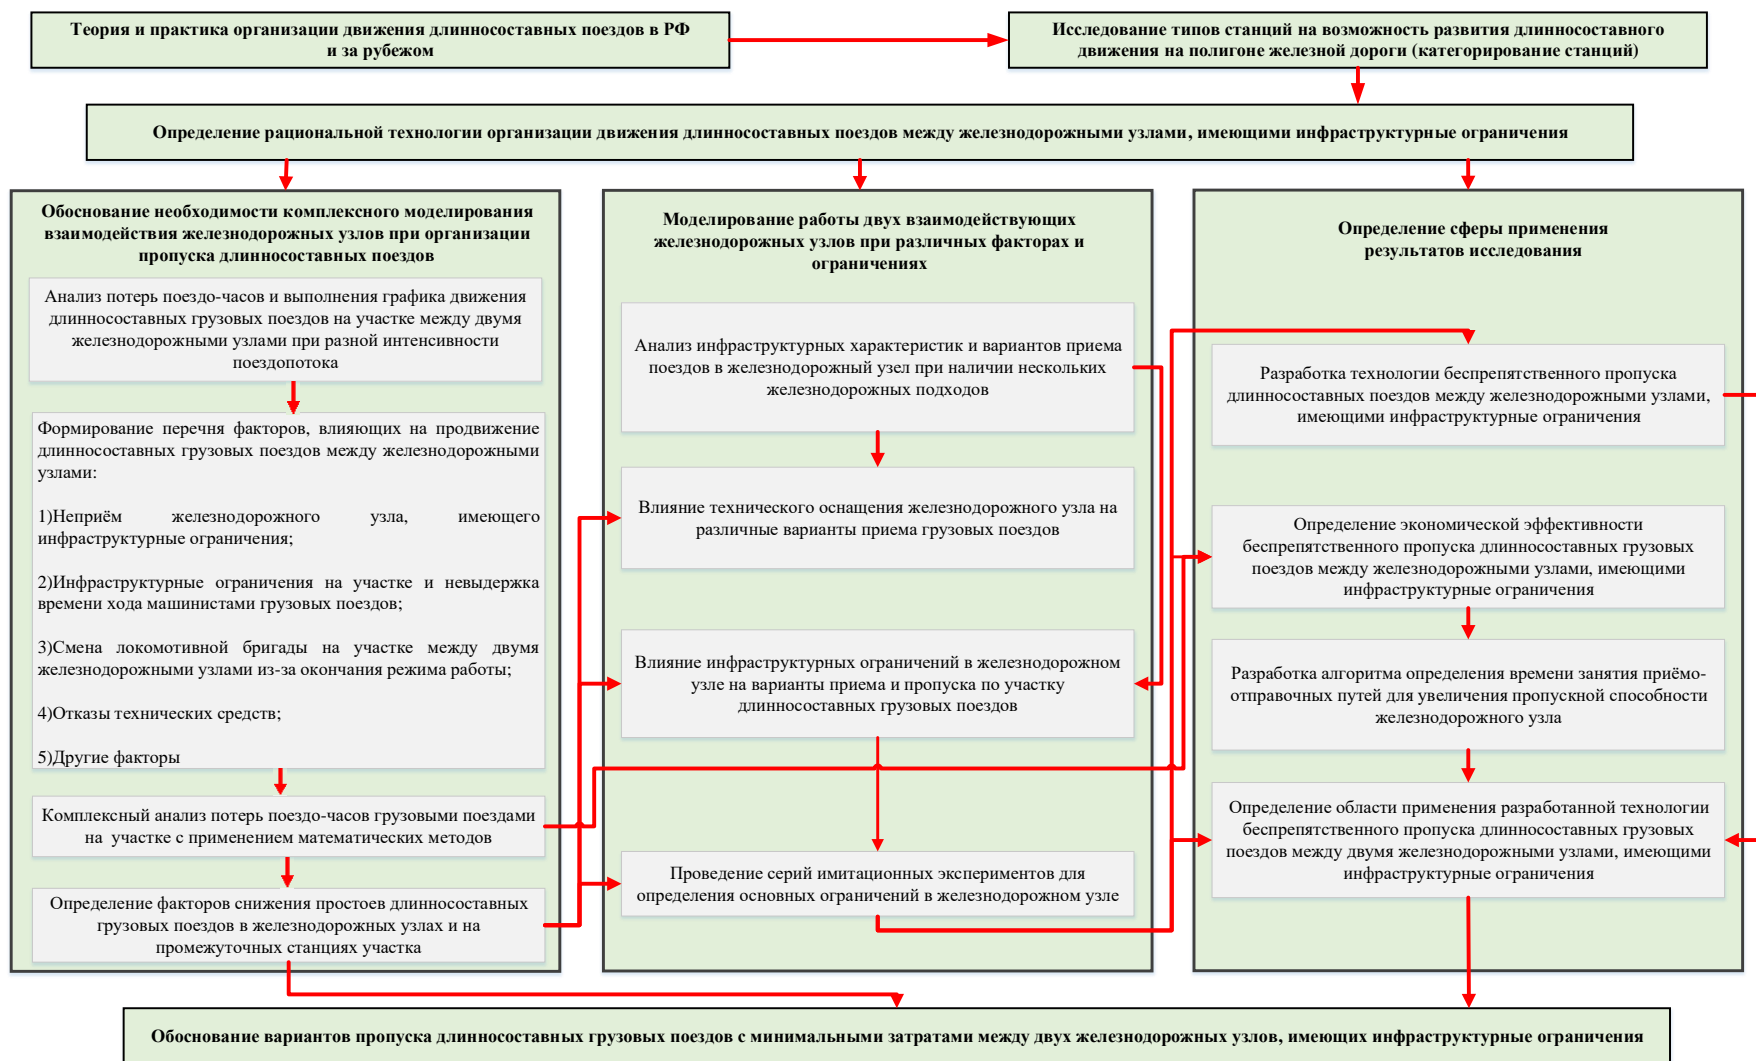 Теория и практика организации движения длинносоставных поездов в РФ
и за рубежом
Исследование типов станций на возможность развития длинносоставного
движения на полигоне железной дороги (категорирование станций)
Определение рациональной технологии организации движения длинносоставных поездов между железнодорожными узлами, имеющими инфраструктурные ограничения
Обоснование необходимости комплексного моделирования
взаимодействия железнодорожных узлов при организации
пропуска длинносоставных поездов
Анализ потерь поездо-часов и выполнения графика движения
длинносоставных грузовых поездов на участке между двумя
железнодорожными узлами при разной интенсивности
поездопотока
Формирование перечня факторов, влияющих на продвижение
длинносоставных грузовых поездов между железнодорожными
узлами:
1)Неприём железнодорожного узла, имеющего
инфраструктурные ограничения;
2)Инфраструктурные ограничения на участке и невыдержка
времени хода машинистами грузовых поездов;
3)Смена локомотивной бригады на участке между двумя
железнодорожными узлами из-за окончания режима работы;
4)Отказы технических средств;
5)Другие факторы
Комплексный анализ потерь поездо-часов грузовыми поездами
на участке с применением математических методов
Определение факторов снижения простоев длинносоставных
грузовых поездов в железнодорожных узлах и на
промежуточных станциях участка
Моделирование работы двух взаимодействующих
железнодорожных узлов при различных факторах и
ограничениях
Анализ инфраструктурных характеристик и вариантов приема
поездов в железнодорожный узел при наличии нескольких
железнодорожных подходов
Влияние технического оснащения железнодорожного узла на
различные варианты приема грузовых поездов
Влияние инфраструктурных ограничений в железнодорожном
узле на варианты приема и пропуска по участку
длинносоставных грузовых поездов
Проведение серий имитационных экспериментов для
определения основных ограничений в железнодорожном узле
Определение сферы применения
результатов исследования
Разработка технологии беспрепятственного пропуска
длинносоставных поездов между железнодорожными узлами,
имеющими инфраструктурные ограничения
Определение экономической эффективности
беспрепятственного пропуска длинносоставных грузовых
поездов между железнодорожными узлами, имеющими
инфраструктурные ограничения
Разработка алгоритма определения времени занятия приёмо-
отправочных путей для увеличения пропускной способности
железнодорожного узла
Определение области применения разработанной технологии
беспрепятственного пропуска длинносоставных грузовых
поездов между двумя железнодорожными узлами, имеющими
инфраструктурные ограничения
Обоснование вариантов пропуска длинносоставных грузовых поездов с минимальными затратами между двух железнодорожных узлов, имеющих инфраструктурные ограничения